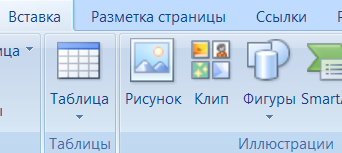 Вставка Разметка страницы Ссылки
Таблица Рисунок Клип Фигуры
Таблицы Иллюстрации